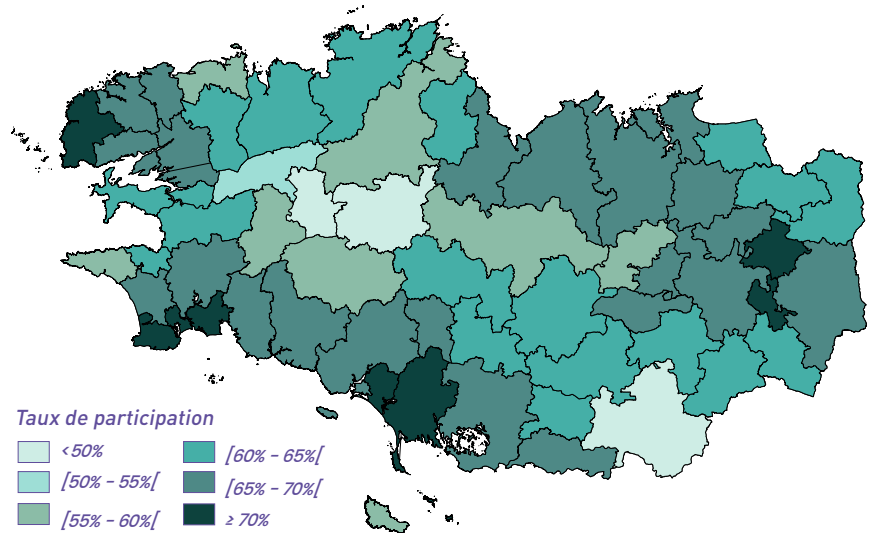 Taux de participation
<50%
[50% – 55%[
[55% – 60%[
[60% – 65%[
[65% – 70%[
≥ 70%